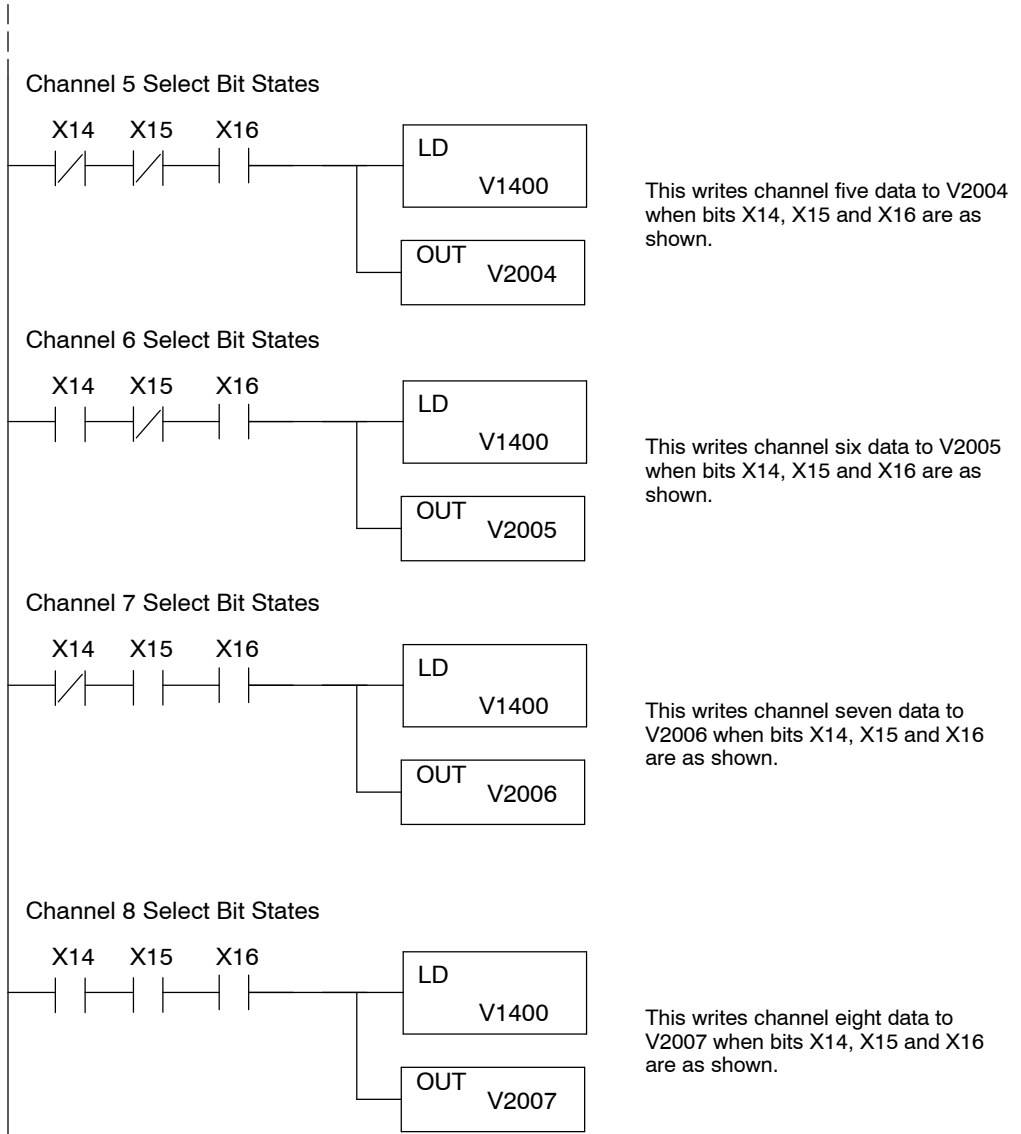 Channel 5 Select Bit States
X14 X15 X16
LD
V1400
OUT
V2004
This writes channel five data to V2004
when bits X14, X15 and X16 are as
shown.
Channel 6 Select Bit States
X14 X15 X16
LD
V1400
OUT
V2005
This writes channel six data to V2005
when bits X14, X15 and X16 are as
shown.
Channel 7 Select Bit States
X14 X15 X16
LD
V1400
OUT
V2006
This writes channel seven data to
V2006 when bits X14, X15 and X16
are as shown.
Channel 8 Select Bit States
X14 X15 X16
LD
V1400
OUT
V2007
This writes channel eight data to
V2007 when bits X14, X15 and X16
are as shown.